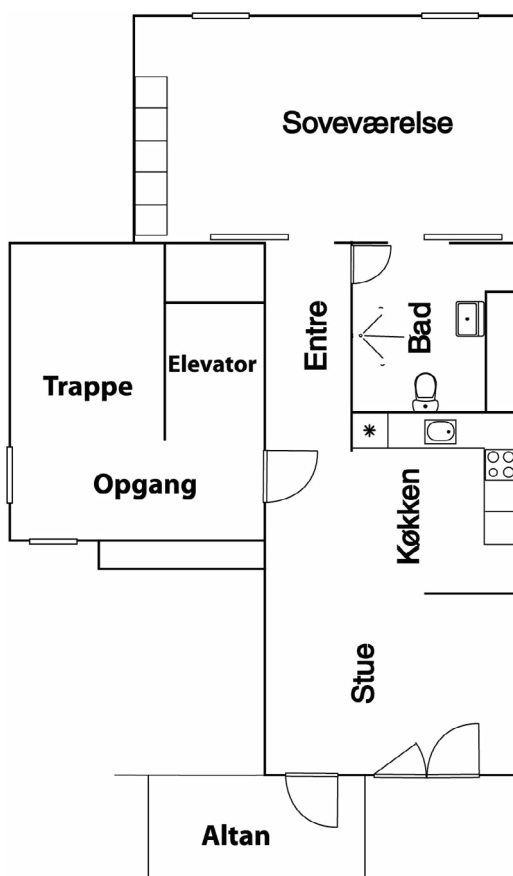 Soveværelse
Elevator
Trappe
Entre
Bad
Opgang
Køkken
Stue
Altan